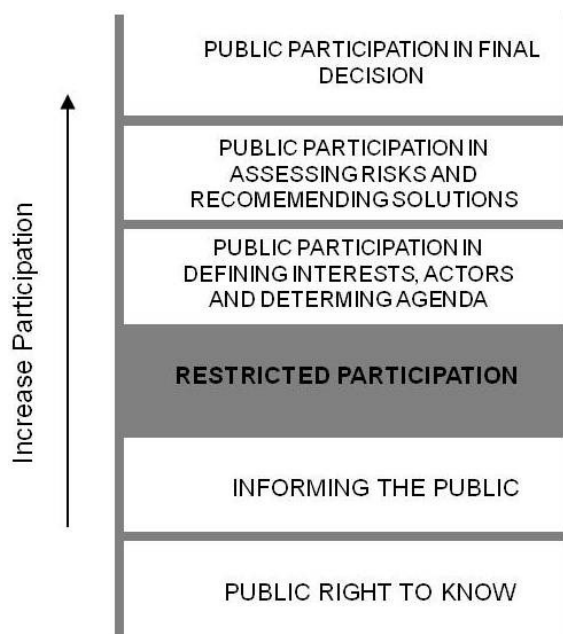 PUBLIC PARTICIPATION IN FINAL
DECISION
PUBLIC PARTICIPATION IN
ASSESSING RISKS AND
RECOMEMENDING SOLUTIONS
PUBLIC PARTICIPATION IN
DEFINING INTERESTS, ACTORS
AND DETERMING AGENDA
RESTRICTED PARTICIPATION
INFORMING THE PUBLIC
PUBLIC RIGHT TO KNOW
Increase Participation